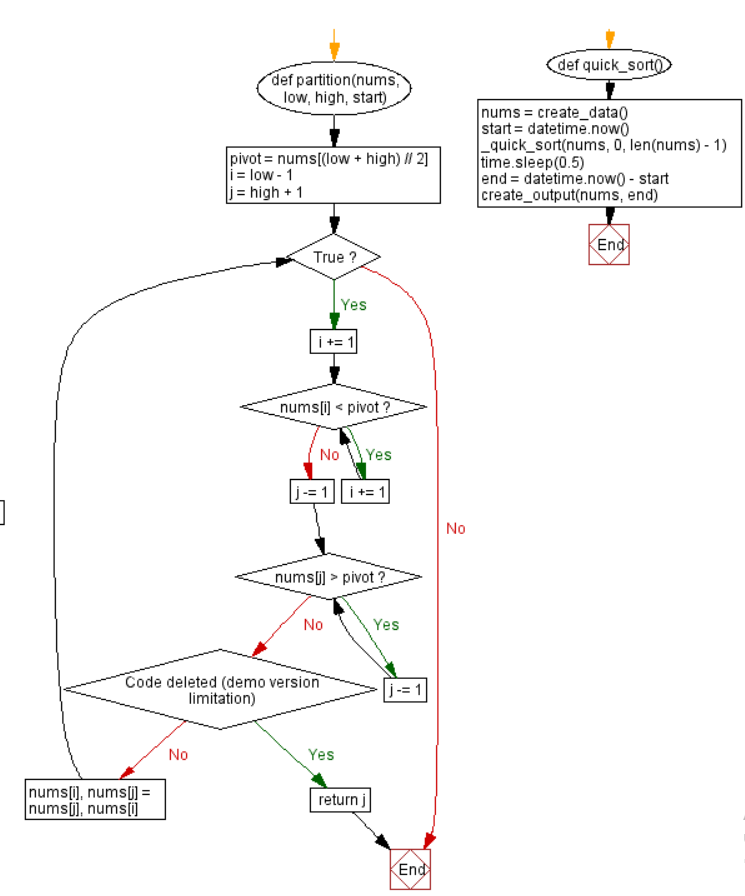 def partition(nums,
low, high, start)
pivot = nums[(low + high) // 2]
i = low - 1
j = high + 1
True ?
Yes
i += 1
nums[i] < pivot ?
No
Yes
j -= 1
i += 1
No
nums[j] > pivot ?
No
Yes
Code deleted (demo version
limitation)
j -= 1
No
Yes
nums[i], nums[j] =
nums[j], nums[i]
return j
End
def quick_sort()
nums = create_data()
start = datetime.now()
_quick_sort(nums, 0, len(nums) - 1)
time.sleep(0.5)
end = datetime.now() - start
create_output(nums, end)
End